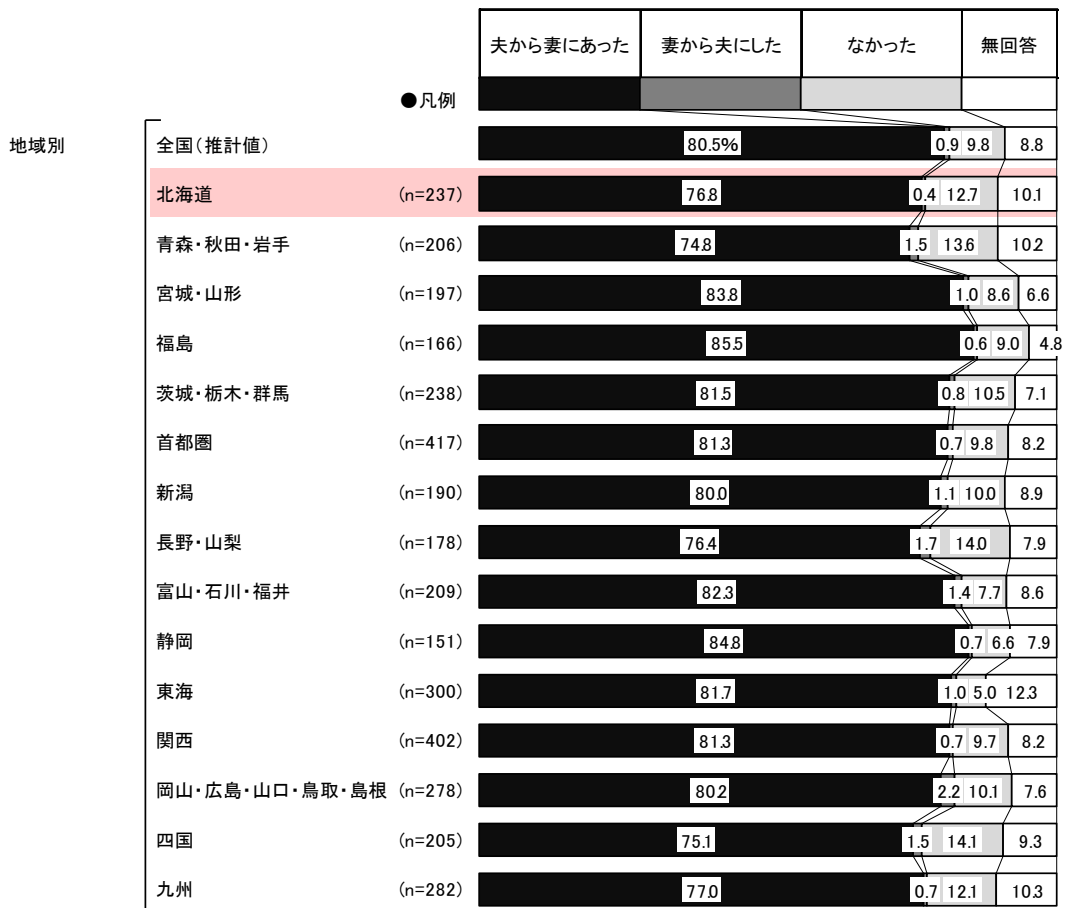 夫から妻にあった 妻から夫にした なかった 無回答
●凡例
地域別 全国(推計値) 80.5% 0.9 9.8 8.8
北海道 (n=237) 76.8 0.4 12.7 10.1
青森・秋田・岩手 (n=206) 74.8 1.5 13.6 10.2
宮城・山形 (n=197) 83.8 1.0 8.6 6.6
福島 (n=166) 85.5 0.6 9.0 4.8
茨城・栃木・群馬 (n=238) 81.5 0.8 10.5 7.1
首都圏 (n=417) 81.3 0.7 9.8 8.2
新潟 (n=190) 80.0 1.1 10.0 8.9
長野・山梨 (n=178) 76.4 1.7 14.0 7.9
富山・石川・福井 (n=209) 82.3 1.4 7.7 8.6
静岡 (n=151) 84.8 0.7 6.6 7.9
東海 (n=300) 81.7 1.0 5.0 12.3
関西 (n=402) 81.3 0.7 9.7 8.2
岡山・広島・山口・鳥取・島根 (n=278) 80.2 2.2 10.1 7.6
四国 (n=205) 75.1 1.5 14.1 9.3
九州 (n=282) 77.0 0.7 12.1 10.3